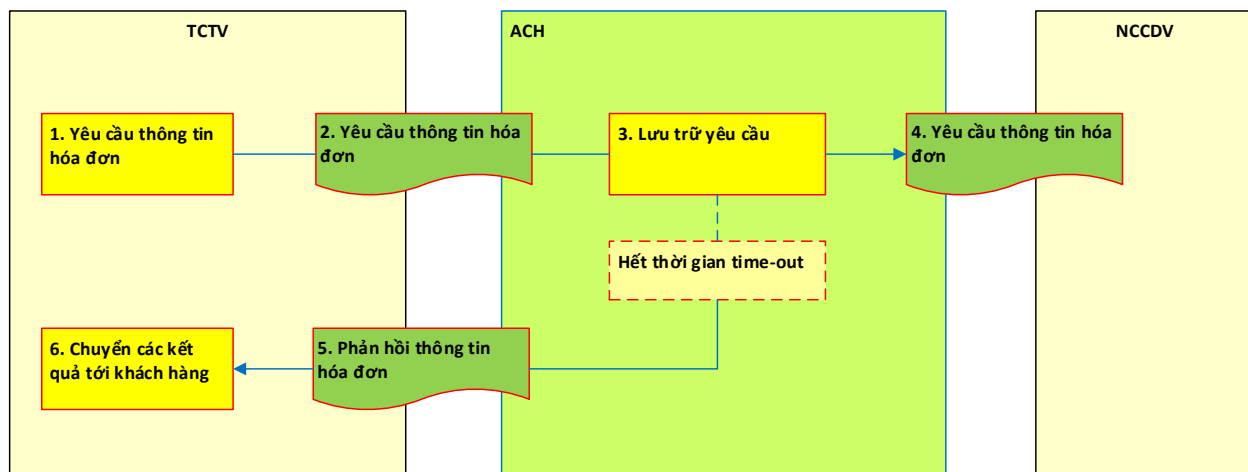 TCTV
ACH
NCCDV
1. Yêu cầu thông tin
hóa đơn
2. Yêu cầu thông tin hóa
đơn
3. Lưu trữ yêu cầu
4. Yêu cầu thông tin hóa
đơn
Hết thời gian time-out
6. Chuyển các kết
quả tới khách hàng
5. Phản hồi thông tin
hóa đơn